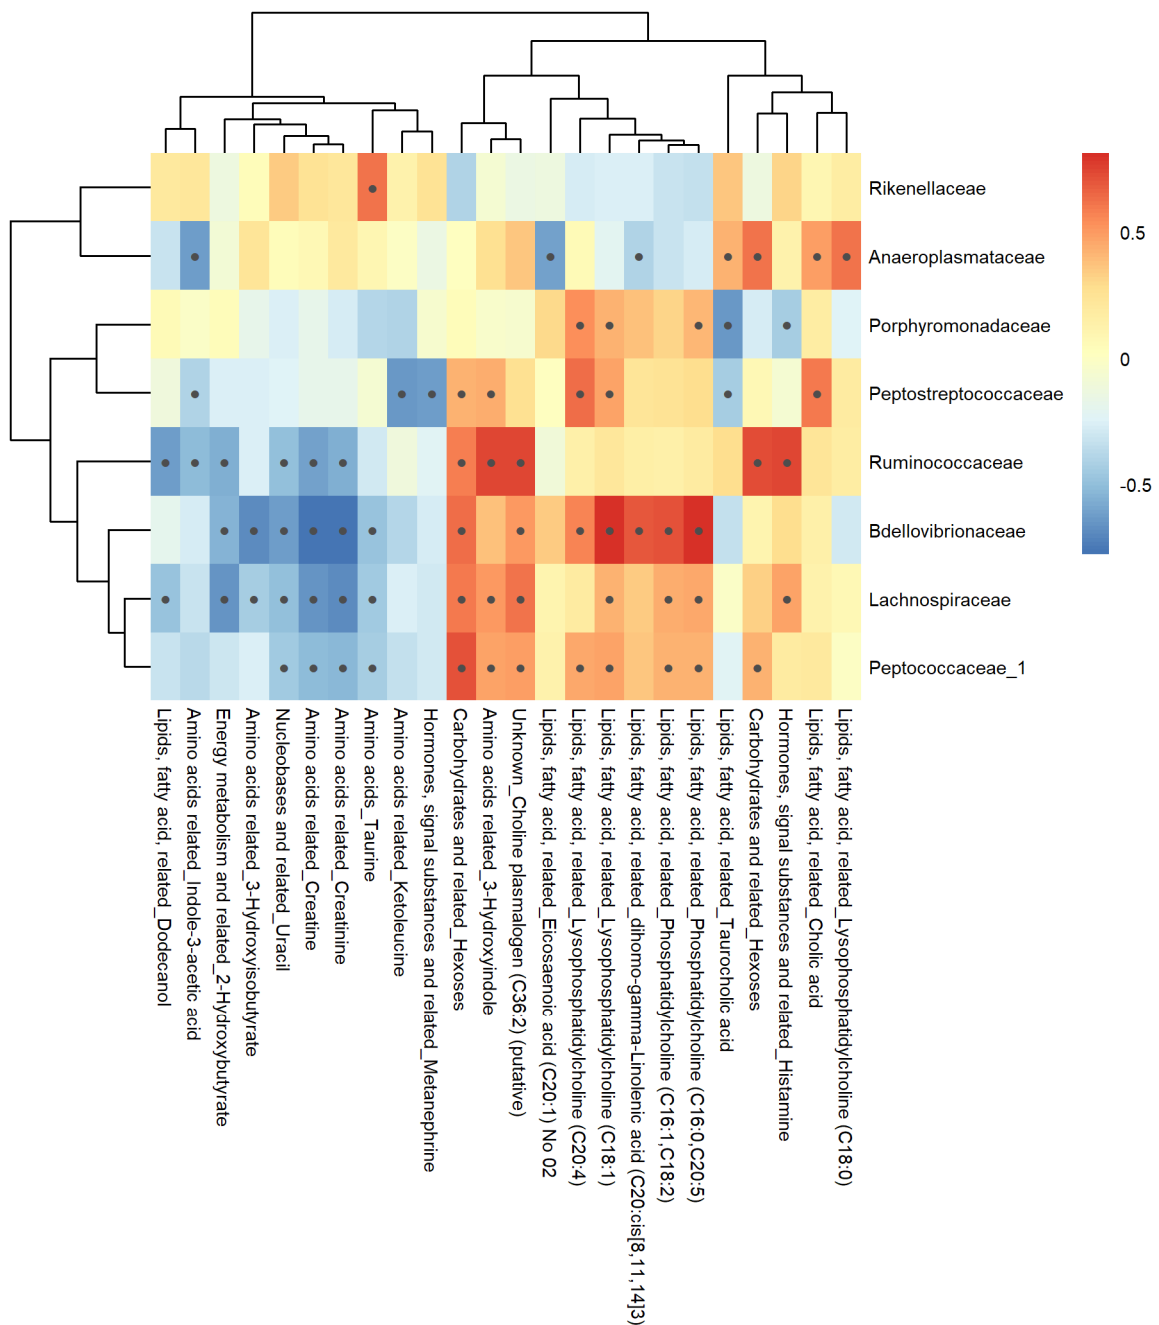 Rikenellaceae
Anaeroplasmataceae
Porphyromonadaceae
Peptostreptococcaceae
Ruminococcaceae
Bdellovibrionaceae
Lachnospiraceae
Peptococcaceae_1
0.5
0
-0.5
Lipids, fatty acid, related_Dodecanol
Amino acids related_Indole-3-acetic acid
Energy metabolism and related_2-Hydroxybutyrate
Amino acids related_3-Hydroxyisobutyrate
Nucleobases and related_Uracil
Amino acids related_Creatine
Amino acids related_Creatinine
Amino acids_Taurine
Amino acids related_Ketoleucine
Hormones, signal substances and related_Metanephrine
Carbohydrates and related_Hexoses
Amino acids related_3-Hydroxyindole
Unknown_Choline plasmalogen (C36:2) (putative)
Lipids, fatty acid, related_Eicosaenoic acid (C20:1) No 02
Lipids, fatty acid, related_Lysophosphatidylcholine (C20:4)
Lipids, fatty acid, related_Lysophosphatidylcholine (C18:1)
Lipids, fatty acid, related_dihomo-gamma-Linolenic acid (C20:cis[8,11,14]3)
Lipids, fatty acid, related_Phosphatidylcholine (C16:1,C18:2)
Lipids, fatty acid, related_Phosphatidylcholine (C16:0,C20:5)
Lipids, fatty acid, related_Taurocholic acid
Carbohydrates and related_Hexoses
Hormones, signal substances and related_Histamine
Lipids, fatty acid, related_Cholic acid
Lipids, fatty acid, related_Lysophosphatidylcholine (C18:0)